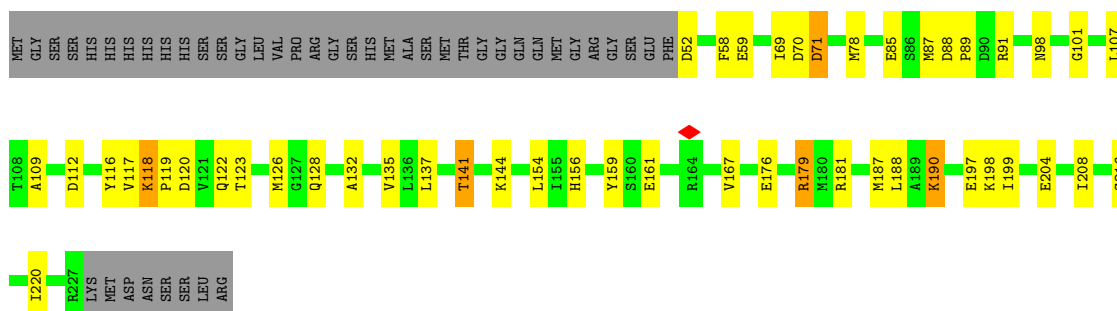 MET GLY SER SER HIS HIS HIS HIS HIS HIS SER SER GLY LEU VAL PRO ARG GLY SER HIS MET ALA SER MET THR GLY GLY GLN GLN MET GLY ARG GLY SER GLU PHE D52 F58 E59 I69 D70 D71 M78 E85 S86 M87 D88 P89 D90 R91 N98 G101 L107
T108 A109 D112 Y116 V117 K118 P119 D120 V121 Q122 T123 M126 G127 Q128 A132 V135 L136 L137 T141 K144 L154 I155 H156 Y159 S160 E161 R164 V167 E176 R179 M180 R181 M187 L188 A189 K190 E197 K198 I199 E204 I208
I220 R227 LYS MET ASP ASN SER SER LEU ARG